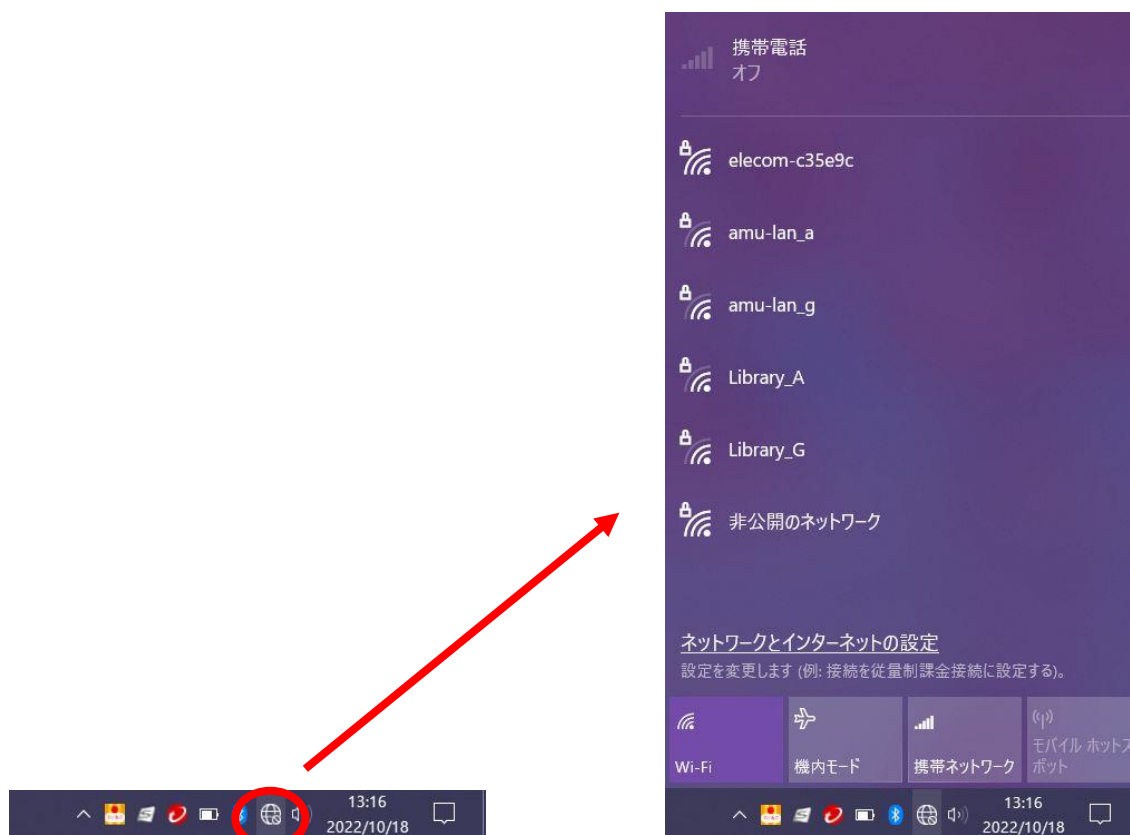 携帯電話
オフ
elecom-c35e9c
amu-lan_a
amu-lan_g
Library_A
Library_G
非公開のネットワーク
ネットワークとインターネットの設定
設定を変更します (例: 接続を従量制課金接続に設定する)。
Wi-Fi
機内モード
携帯ネットワーク
モバイル ホットス
ポット
13:16
2022/10/18
13:16
2022/10/18